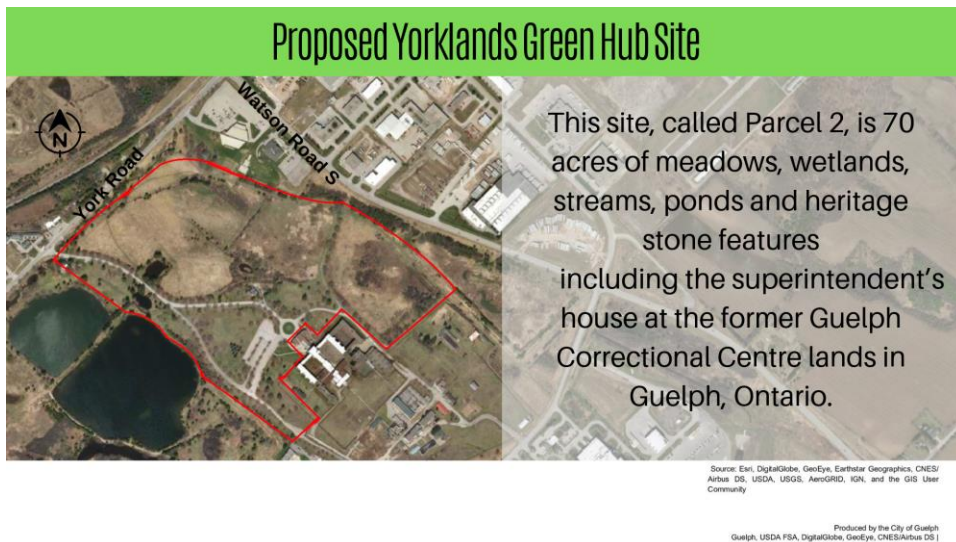 Proposed Yorklands Green Hub Site
N
York Road
Watson Road S
This site, called Parcel 2, is 70
acres of meadows, wetlands,
streams, ponds and heritage
stone features
including the superintendent's
house at the former Guelph
Correctional Centre lands in
Guelph, Ontario.
Source: Esri, DigitalGlobe, GeoEye, Earthstar Geographics, CNES/
Airbus DS, USDA, USGS, AeroGRID, IGN, and the GIS User
Community
Produced by the City of Guelph
Guelph, USDA FSA, DigitalGlobe, GeoEye, CNES/Airbus DS |